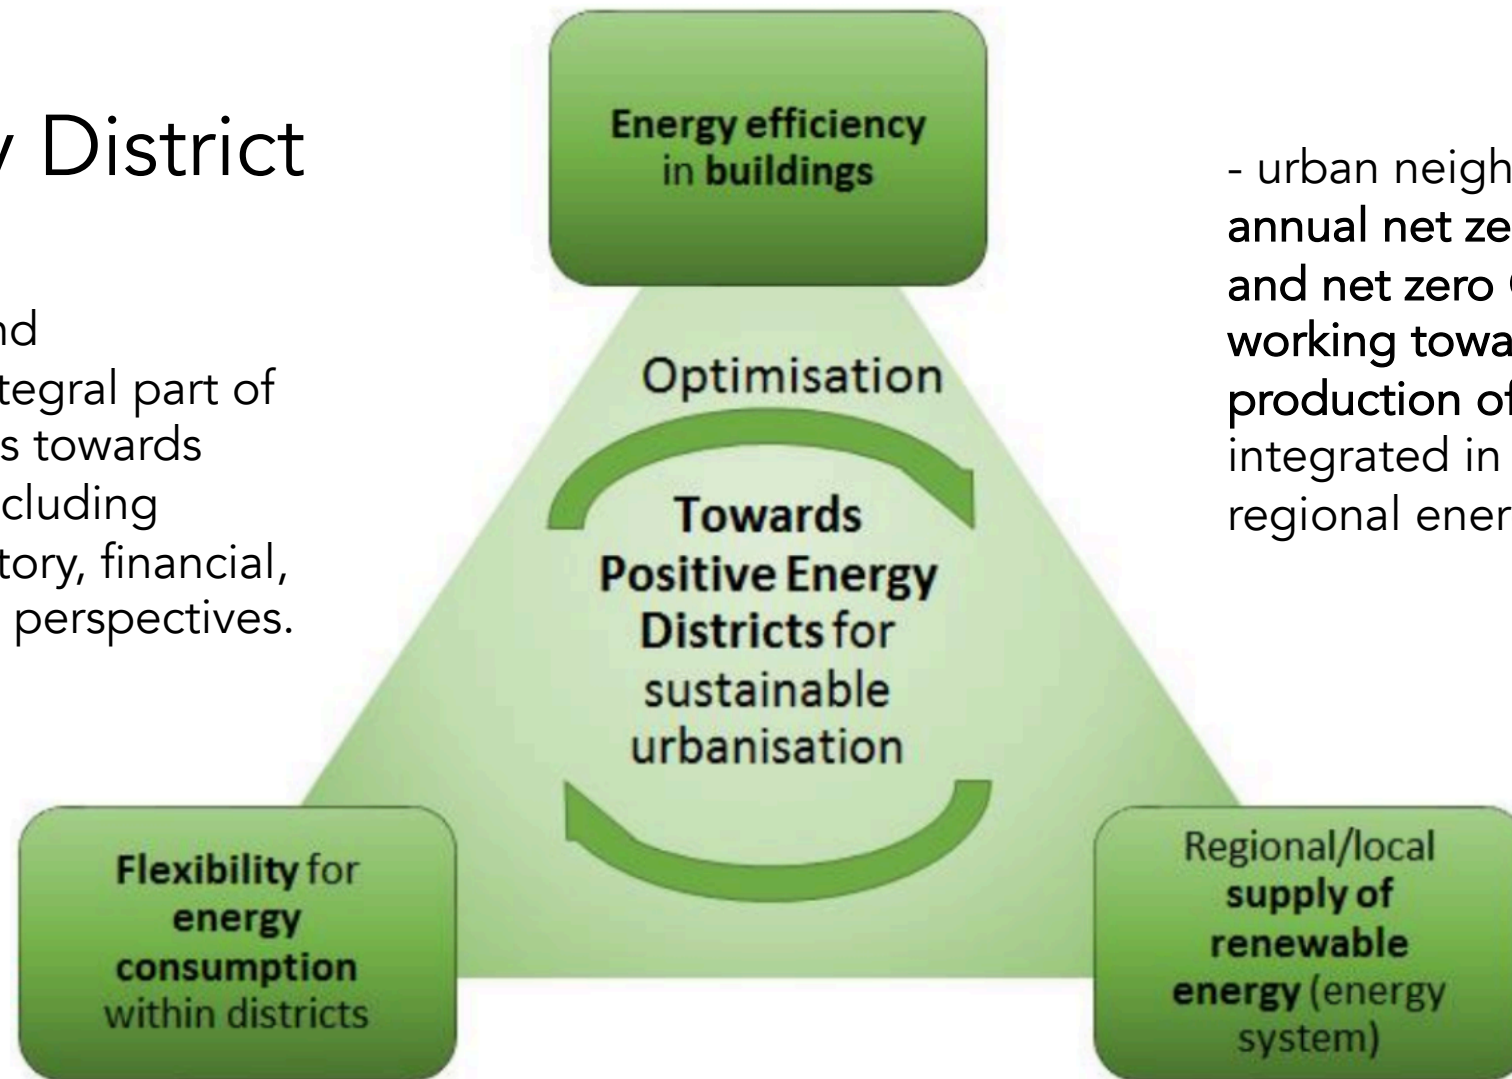 y District
nd
tegral part of
s towards
cluding
tory, financial,
perspectives.
Energy efficiency
in buildings
Optimisation
Towards
Positive Energy
Districts for
sustainable
urbanisation
Flexibility for
energy
consumption
within districts
Regional/local
supply of
renewable
energy (energy
system)
- urban neigh
annual net ze
and net zero
working towa
production of
integrated in
regional ener